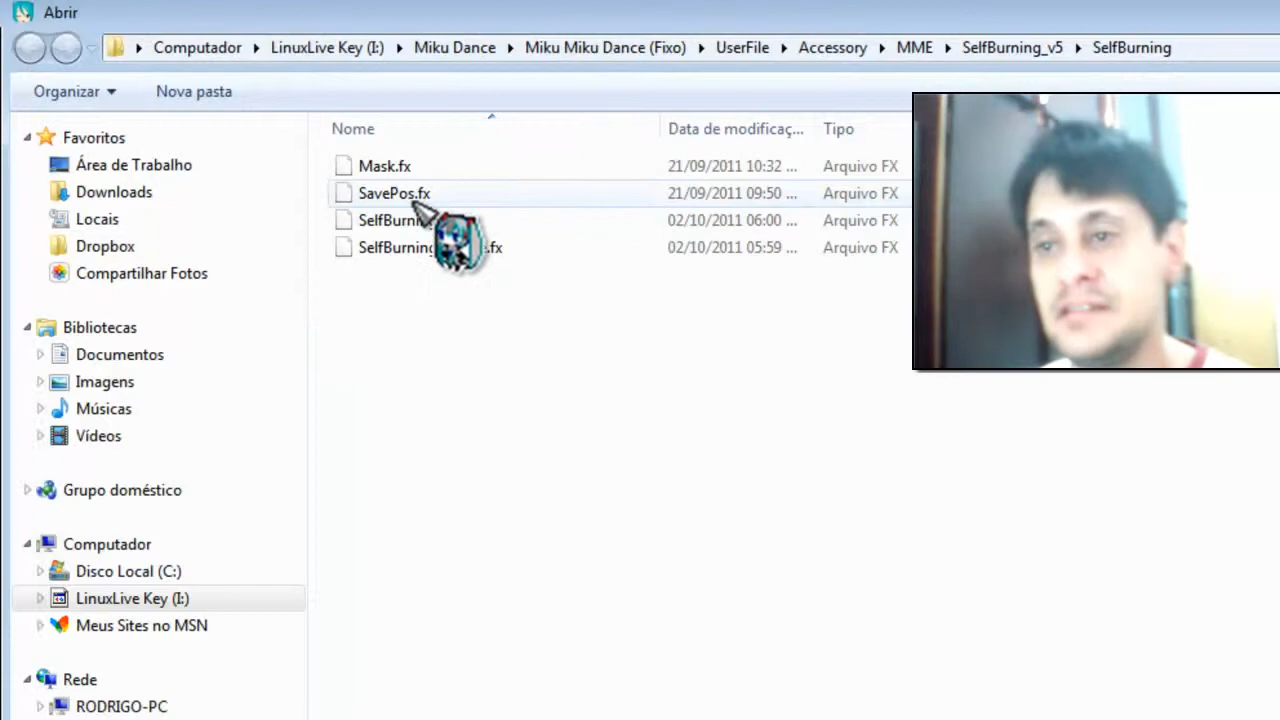 Abrir
Computador LinuxLive Key (I:) Miku Dance Miku Miku Dance (Fixo) UserFile Accessory MME SelfBurning_v5 SelfBurning
Organizar Nova pasta
Nome Data de modificaç... Tipo
Mask.fx 21/09/2011 10:32 ... Arquivo FX
SavePos.fx 21/09/2011 09:50 ... Arquivo FX
02/10/2011 06:00 ... Arquivo FX
.fx 02/10/2011 05:59 ... Arquivo FX
Favoritos
Área de Trabalho
Downloads
Locais
Dropbox
Compartilhar Fotos
Bibliotecas
Documentos
Imagens
Músicas
Vídeos
Grupo doméstico
Computador
Disco Local (C:)
LinuxLive Key (I:)
Meus Sites no MSN
Rede
RODRIGO-PC